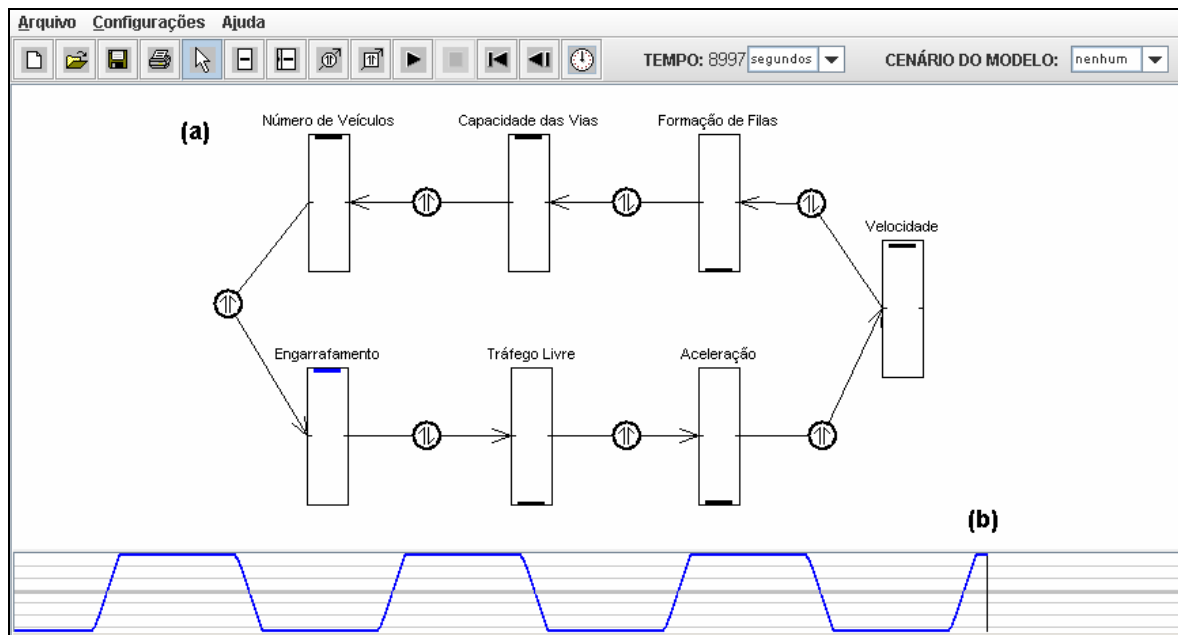 Arquivo Configurações Ajuda
TEMPO: 8997 segundos CENÁRIO DO MODELO: nenhum
(a)
Número de Veículos Capacidade das Vias Formação de Filas
Velocidade
Engarrafamento Tráfego Livre Aceleração
(b)